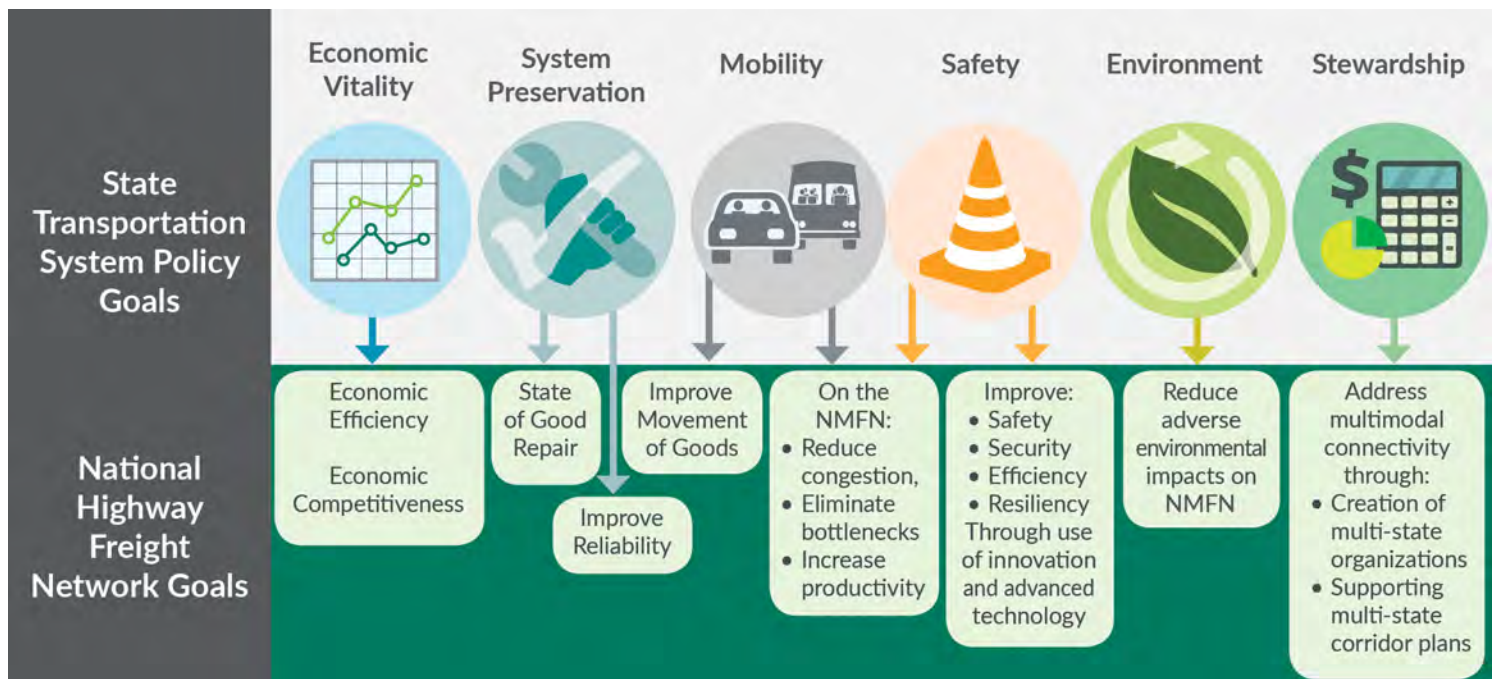 Economic
Vitality
System
Preservation
Mobility
Safety
Environment
Stewardship
State
Transportation
System Policy
Goals
$
National
Highway
Freight
Network Goals
Economic
Efficiency
Economic
Competitiveness
State
of Good
Repair
Improve
Reliability
Improve
Movement
of Goods
On the
NMFN:
• Reduce
congestion,
• Eliminate
bottlenecks
• Increase
productivity
Improve:
• Safety
• Security
• Efficiency
• Resiliency
Through use
of innovation
and advanced
technology
Reduce
adverse
environmental
impacts on
NMFN
Address
multimodal
connectivity
through:
• Creation of
multi-state
organizations
• Supporting
multi-state
corridor plans